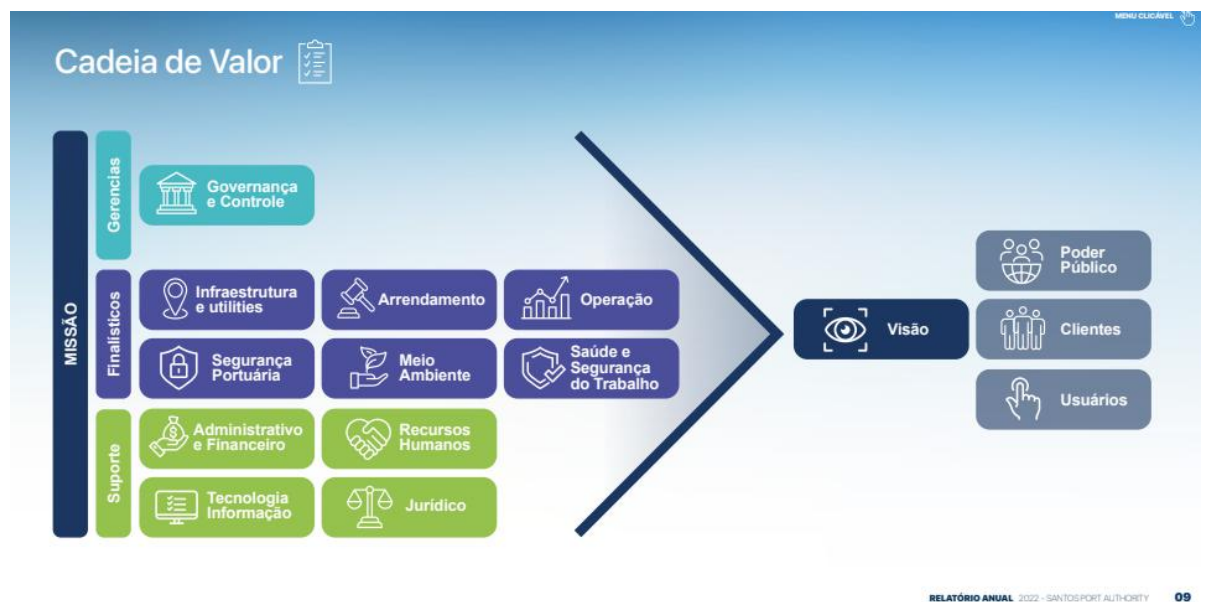 MENU CLICÁVEL
Cadeia de Valor
MISSÃO
Gerencias
Governança
e Controle
Finalísticos
Infraestrutura
e utilities
Arrendamento
Operação
Segurança
Portuária
Meio
Ambiente
Saúde e
Segurança
do Trabalho
Suporte
Administrativo
e Financeiro
Recursos
Humanos
Tecnologia
Informação
Jurídico
Visão
Poder
Público
Clientes
Usuários
RELATÓRIO ANUAL 2022 - SANTOS PORT AUTHORITY 09